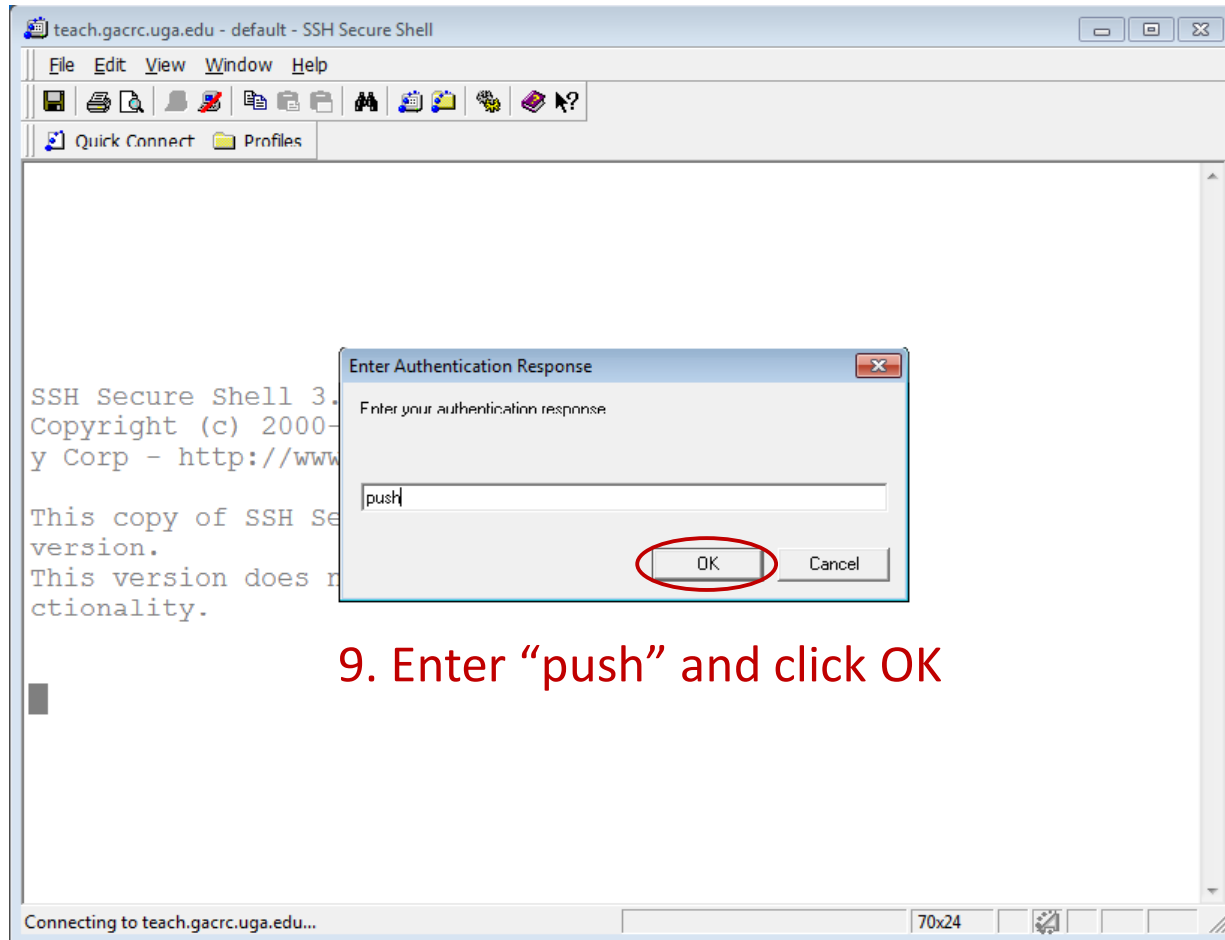 teach.gacrc.uga.edu - default - SSH Secure Shell
File Edit View Window Help
Quick Connect Profiles
SSH Secure Shell 3.
Copyright (c) 2000-
y Corp - http://www
This copy of SSH Se
version.
This version does n
ctionality.
Enter Authentication Response
Enter your authentication response
push
OK Cancel
9. Enter “push” and click OK
Connecting to teach.gacrc.uga.edu... 70x24